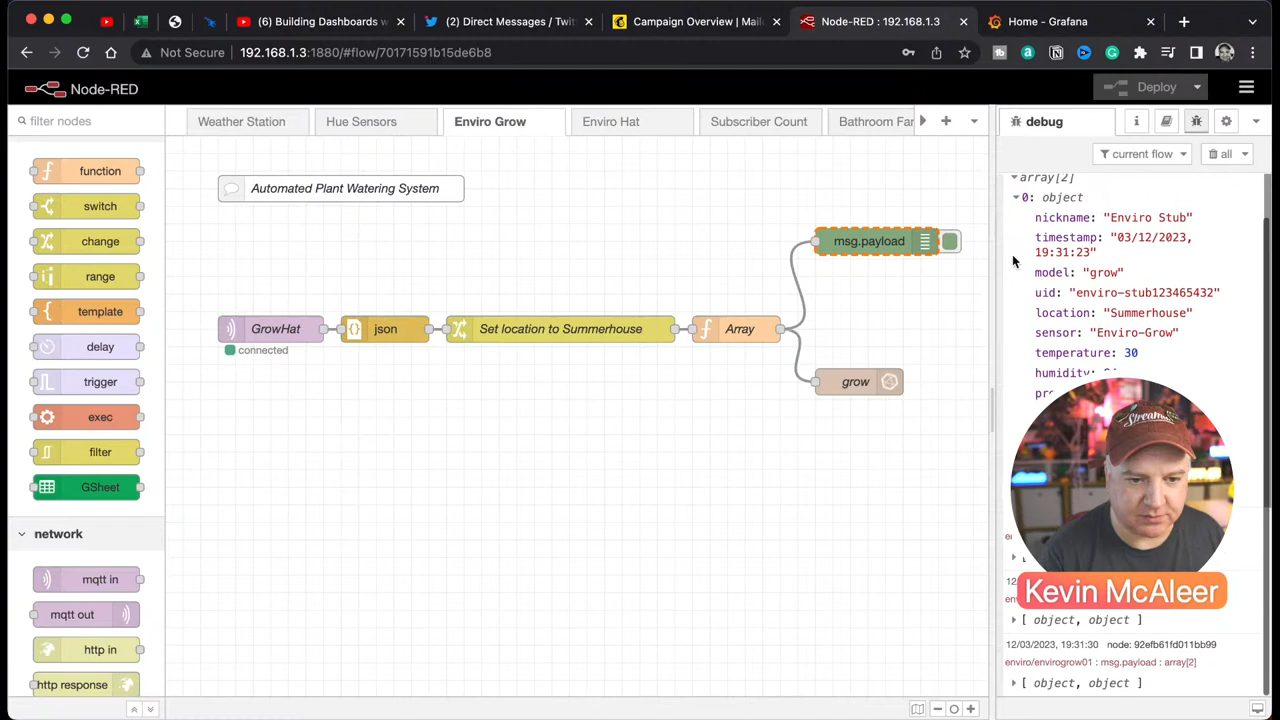 (6) Building Dashboards w
(2) Direct Messages / Twit
Campaign Overview | Mail
Node-RED : 192.168.1.3
Home - Grafana
Not Secure
192.168.1.3:1880/#flow/70171591b15de6b8
Node-RED
Deploy
filter nodes
Weather Station
Hue Sensors
Enviro Grow
Enviro Hat
Subscriber Count
Bathroom Fan
debug
current flow
all
function
switch
change
range
template
delay
trigger
exec
filter
GSheet
network
mqtt in
mqtt out
http in
http response
Automated Plant Watering System
msg.payload
GrowHat
json
Set location to Summerhouse
Array
connected
grow
array[2]
0: object
nickname: "Enviro Stub"
timestamp: "03/12/2023,
19:31:23"
model: "grow"
uid: "enviro-stub123465432"
location: "Summerhouse"
sensor: "Enviro-Grow"
temperature: 30
humidity:
Kevin McAleer
[ object, object ]
12/03/2023, 19:31:30 node: 92efb61fd011bb99
enviro/envirogrow01 : msg.payload : array[2]
[ object, object ]